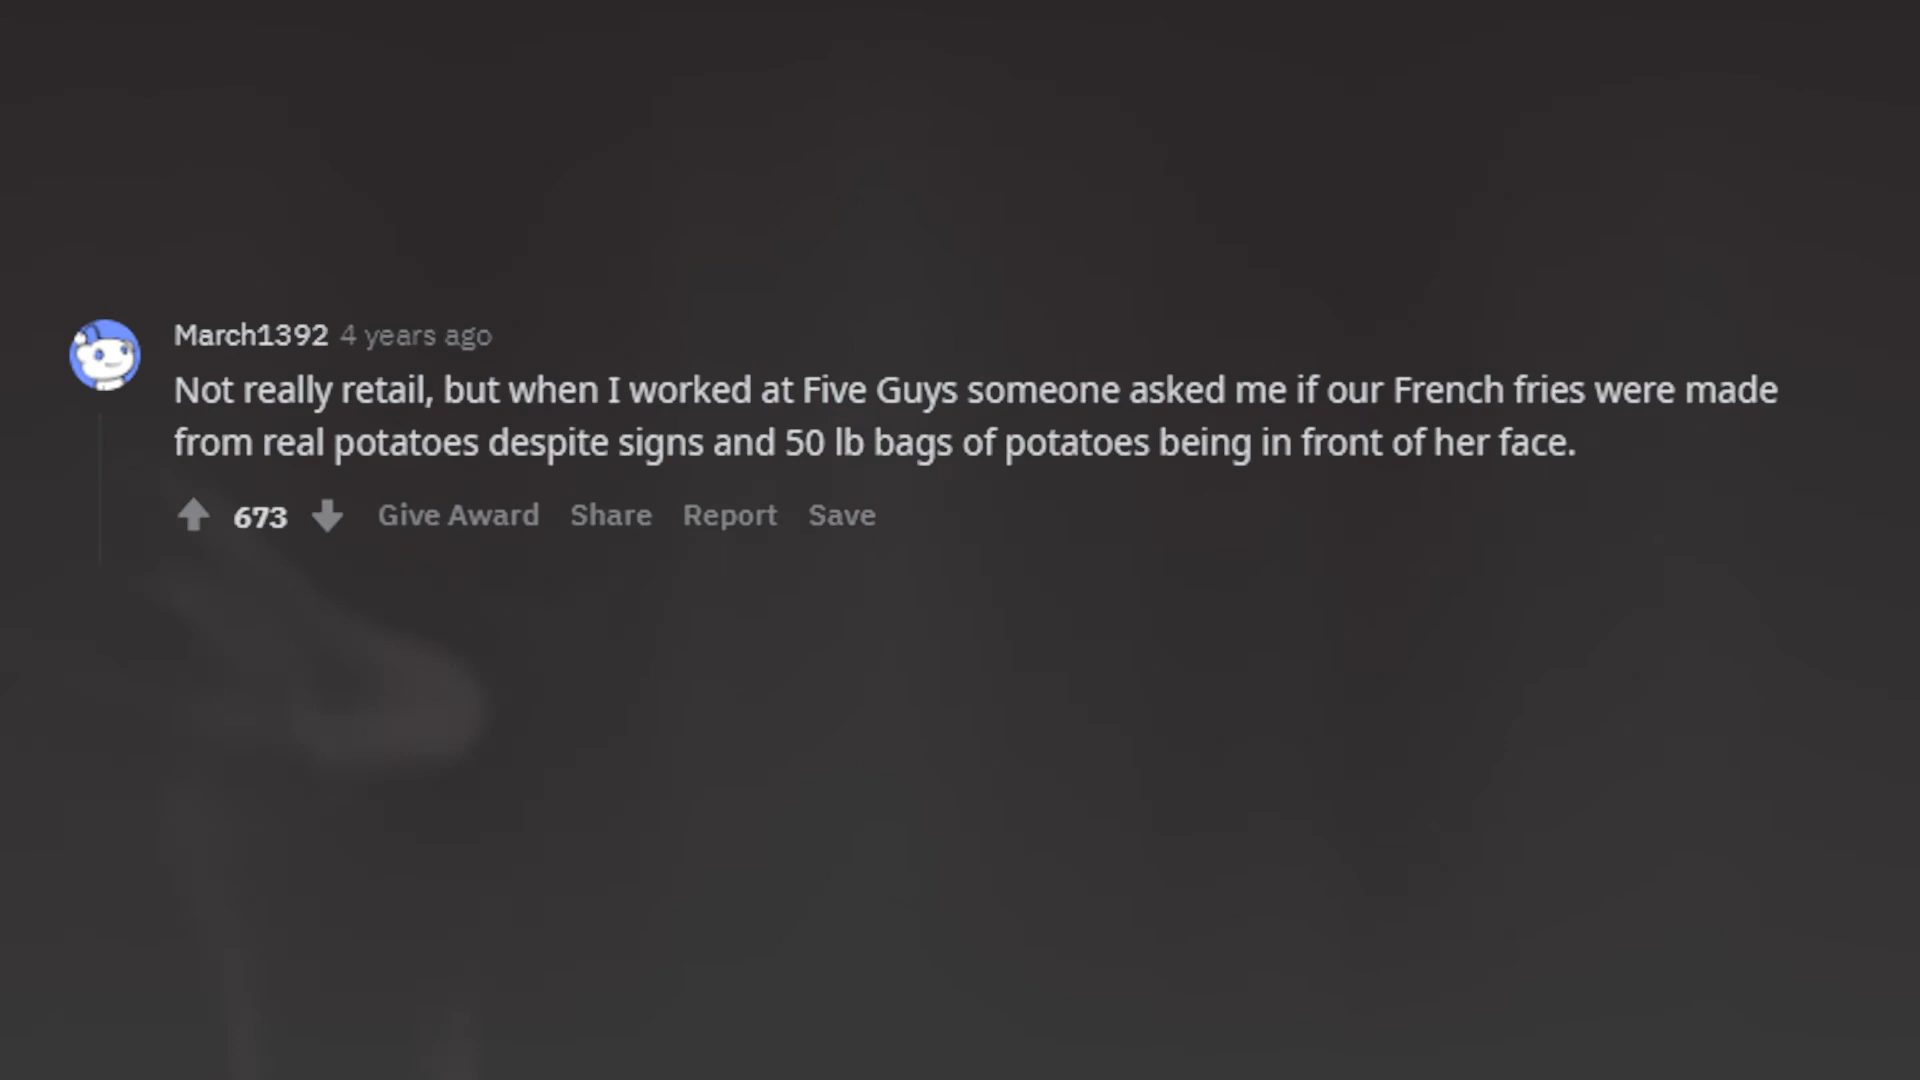 March1392 4 years ago
Not really retail, but when I worked at Five Guys someone asked me if our French fries were made
from real potatoes despite signs and 50 lb bags of potatoes being in front of her face.
673 Give Award Share Report Save